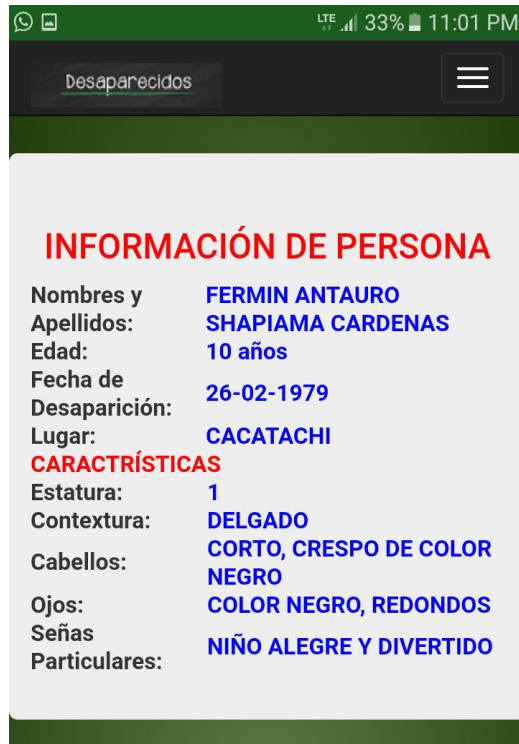 LTE 33% 11:01 PM
Desaparecidos
INFORMACIÓN DE PERSONA
Nombres y Apellidos: FERMIN ANTAURO SHAPIAMA CARDENAS
Edad: 10 años
Fecha de Desaparición: 26-02-1979
Lugar: CACATACHI
CARACTRÍSTICAS
Estatura: 1
Contextura: DELGADO
Cabellos: CORTO, CRESPO DE COLOR NEGRO
Ojos: COLOR NEGRO, REDONDOS
Señas Particulares: NIÑO ALEGRE Y DIVERTIDO